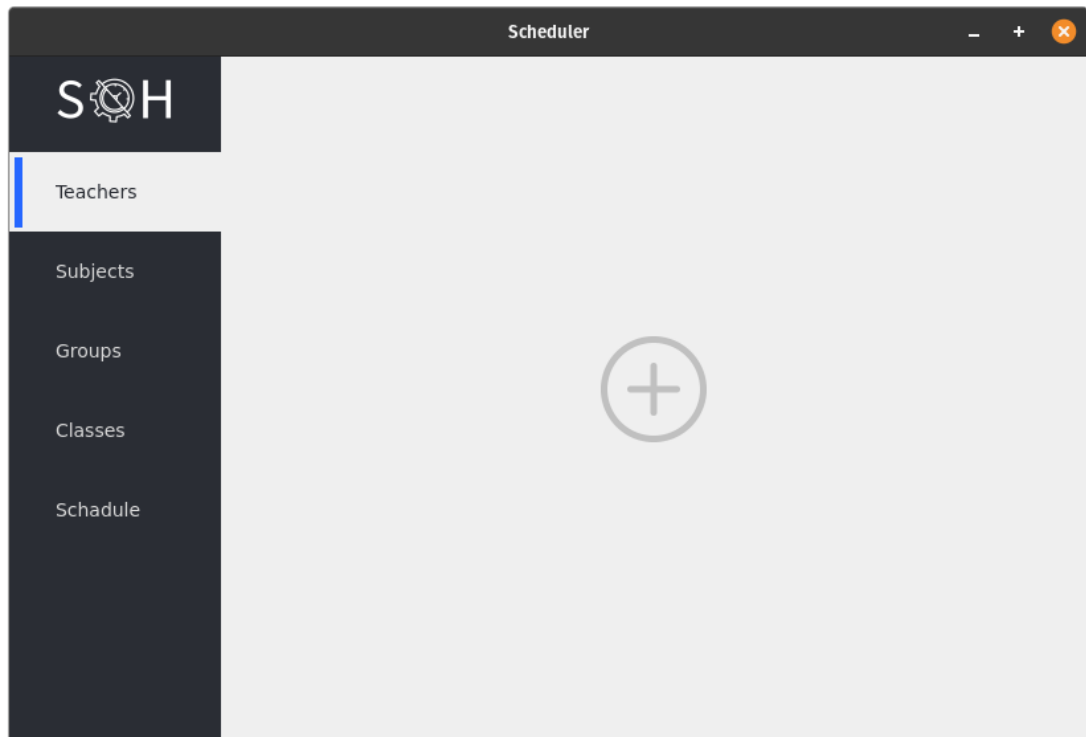 Scheduler
S H
Teachers
Subjects
Groups
Classes
Schadule